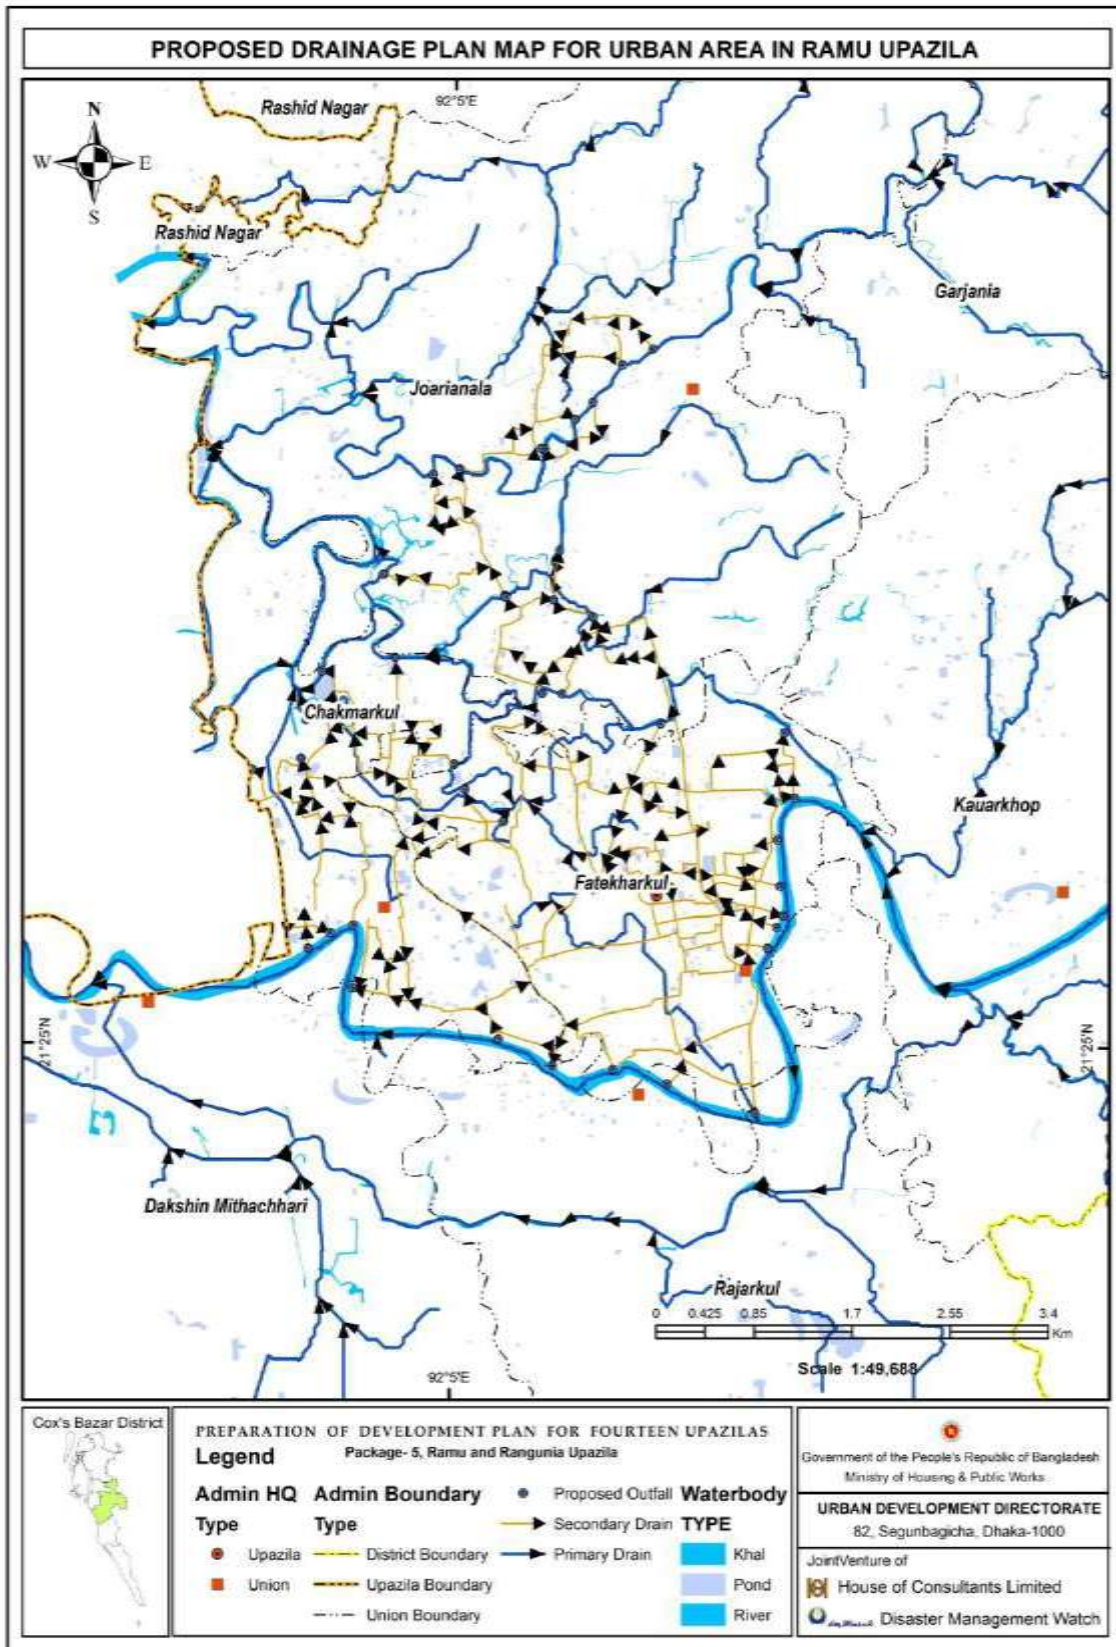 PROPOSED DRAINAGE PLAN MAP FOR URBAN AREA IN RAMU UPAZILA
92°5'E
Rashid Nagar
N
W E
S
Rashid Nagar
Garjania
Joarianala
Chakmarkul
Kauarkhop
Fatekharkul
21°25'N
21°25'N
Dakshin Mithachhari
Rajarkul
0 0.425 0.85 1.7 2.55 3.4
Km
Scale 1:49,688
92°5'E
Cox's Bazar District
PREPARATION OF DEVELOPMENT PLAN FOR FOURTEEN UPAZILAS
Package- 5, Ramu and Rangunia Upazila
Legend
Admin HQ
Type
Upazila
Union
Admin Boundary
Type
District Boundary
Upazila Boundary
Union Boundary
Proposed Outfall
Secondary Drain
Primary Drain
Waterbody
TYPE
Khal
Pond
River
Government of the People's Republic of Bangladesh
Ministry of Housing & Public Works
URBAN DEVELOPMENT DIRECTORATE
82, Segunbagicha, Dhaka-1000
JointVenture of
House of Consultants Limited
Disaster Management Watch